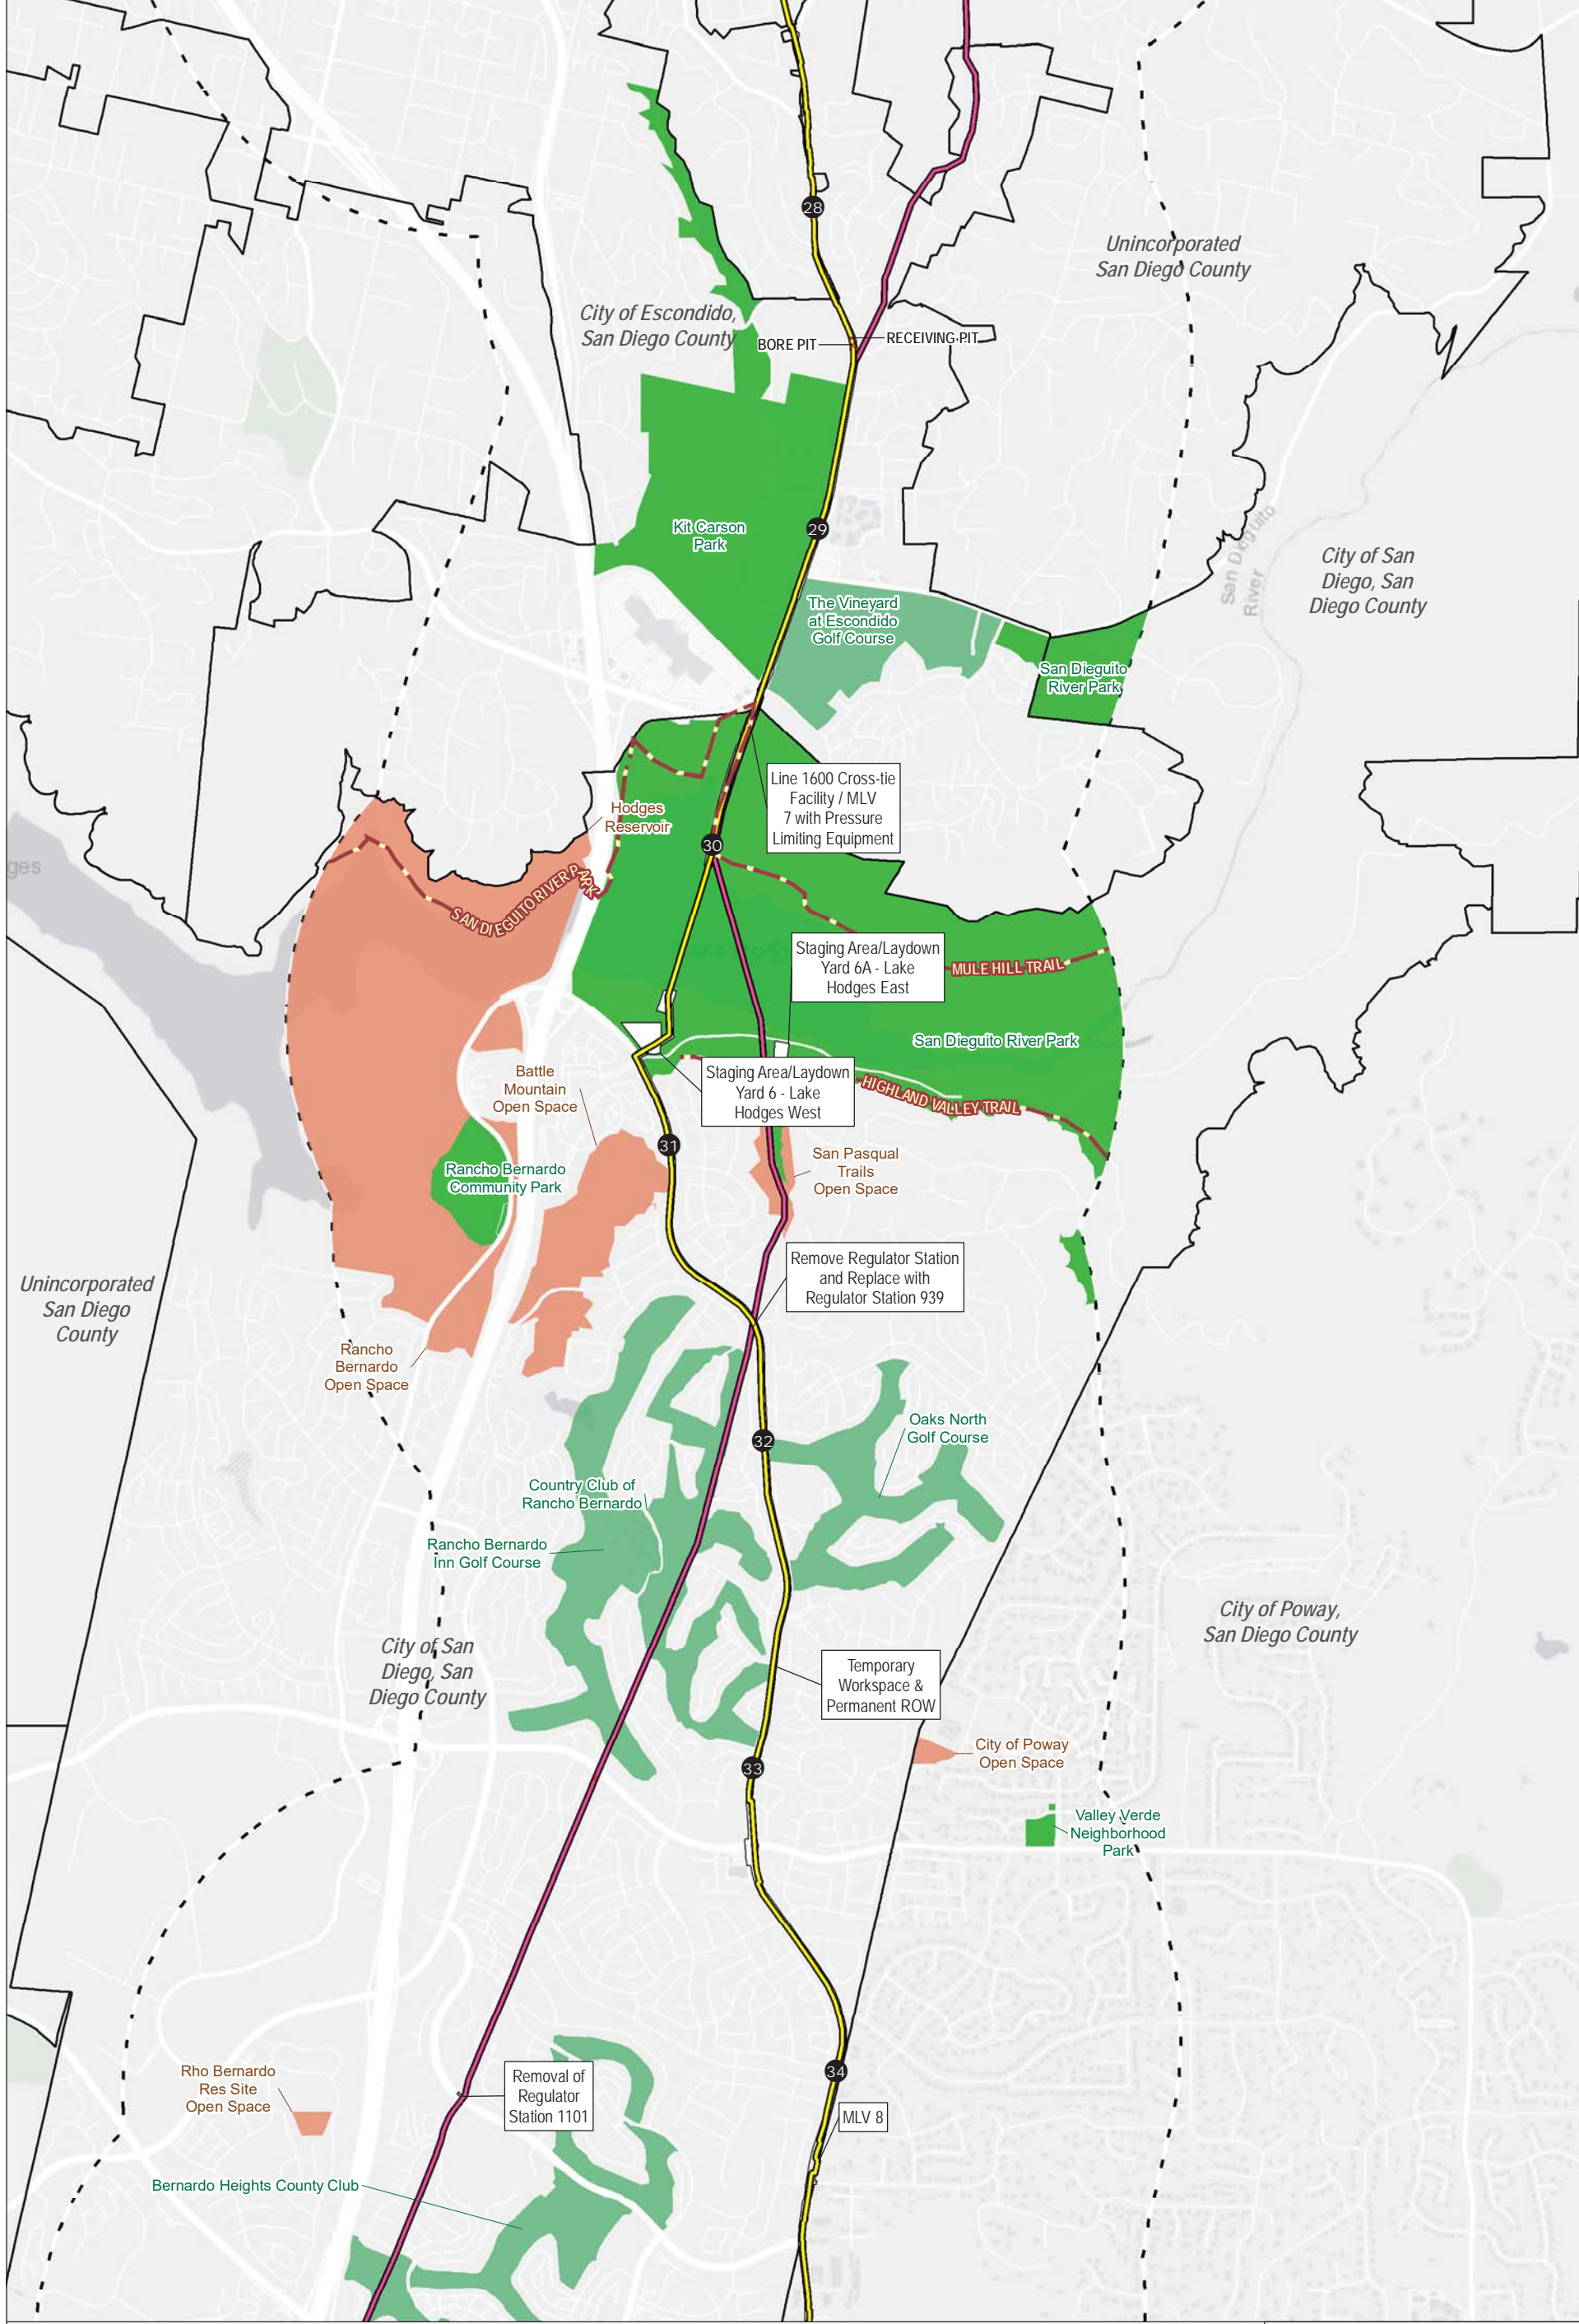 28
Unincorporated
San Diego County
City of Escondido,
San Diego County
BORE PIT
RECEIVING PIT
Kit Carson
Park
29
San Dieguito
River
City of San
Diego, San
Diego County
The Vineyard
at Escondido
Golf Course
San Dieguito
River Park
Line 1600 Cross-tie
Facility / MLV
7 with Pressure
Limiting Equipment
Hodges
Reservoir
30
ges
SAN DIEGUITO RIVER PARK
Staging Area/Laydown
Yard 6A - Lake
Hodges East
MULE HILL TRAIL
San Dieguito River Park
Staging Area/Laydown
Yard 6 - Lake
Hodges West
HIGHLAND VALLEY TRAIL
Battle
Mountain
Open Space
31
San Pasqual
Trails
Open Space
Rancho Bernardo
Community Park
Remove Regulator Station
and Replace with
Regulator Station 939
Unincorporated
San Diego
County
Rancho
Bernardo
Open Space
Oaks North
Golf Course
32
Country Club of
Rancho Bernardo
Rancho Bernardo
Inn Golf Course
City of Poway,
San Diego County
City of San
Diego, San
Diego County
Temporary
Workspace &
Permanent ROW
City of Poway
Open Space
33
Valley Verde
Neighborhood
Park
Rho Bernardo
Res Site
Open Space
Removal of
Regulator
Station 1101
34
MLV 8
Bernardo Heights County Club